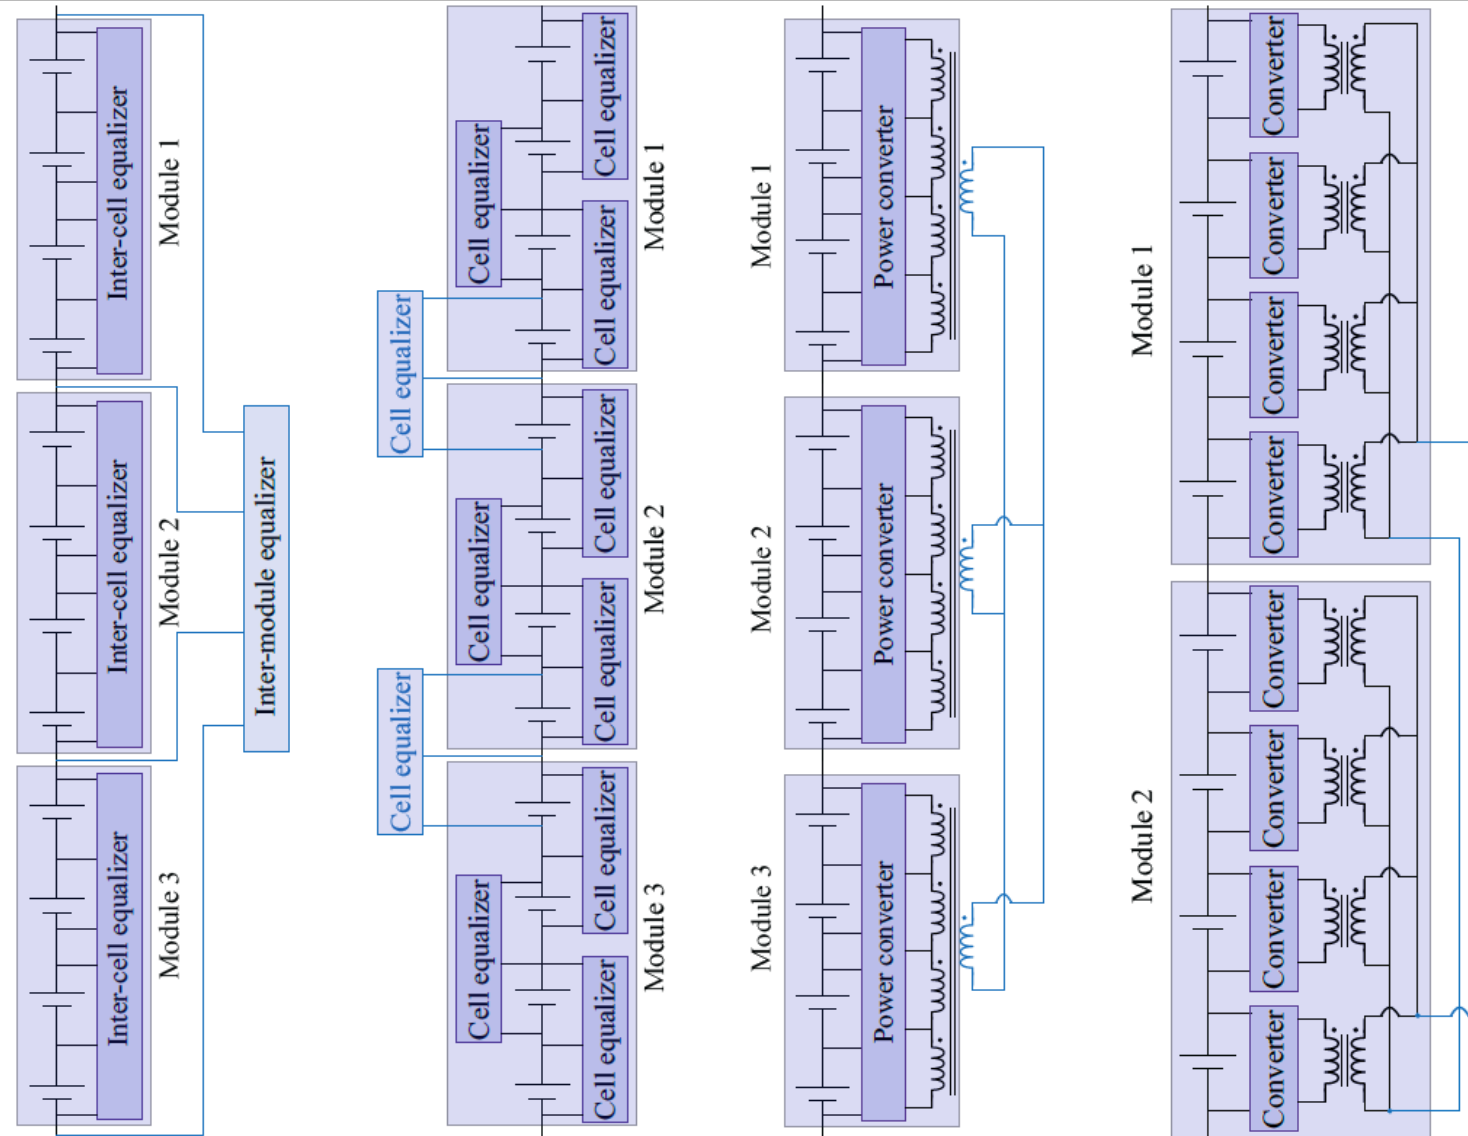 Inter-cell equalizer
Module 1
Inter-cell equalizer
Module 2
Inter-cell equalizer
Module 3
Inter-module equalizer
Cell equalizer
Cell equalizer
Cell equalizer
Module 1
Cell equalizer
Cell equalizer
Cell equalizer
Cell equalizer
Module 2
Cell equalizer
Cell equalizer
Cell equalizer
Cell equalizer
Module 3
Power converter
Module 1
Power converter
Module 2
Power converter
Module 3
Converter
Converter
Converter
Converter
Module 1
Converter
Converter
Converter
Converter
Module 2